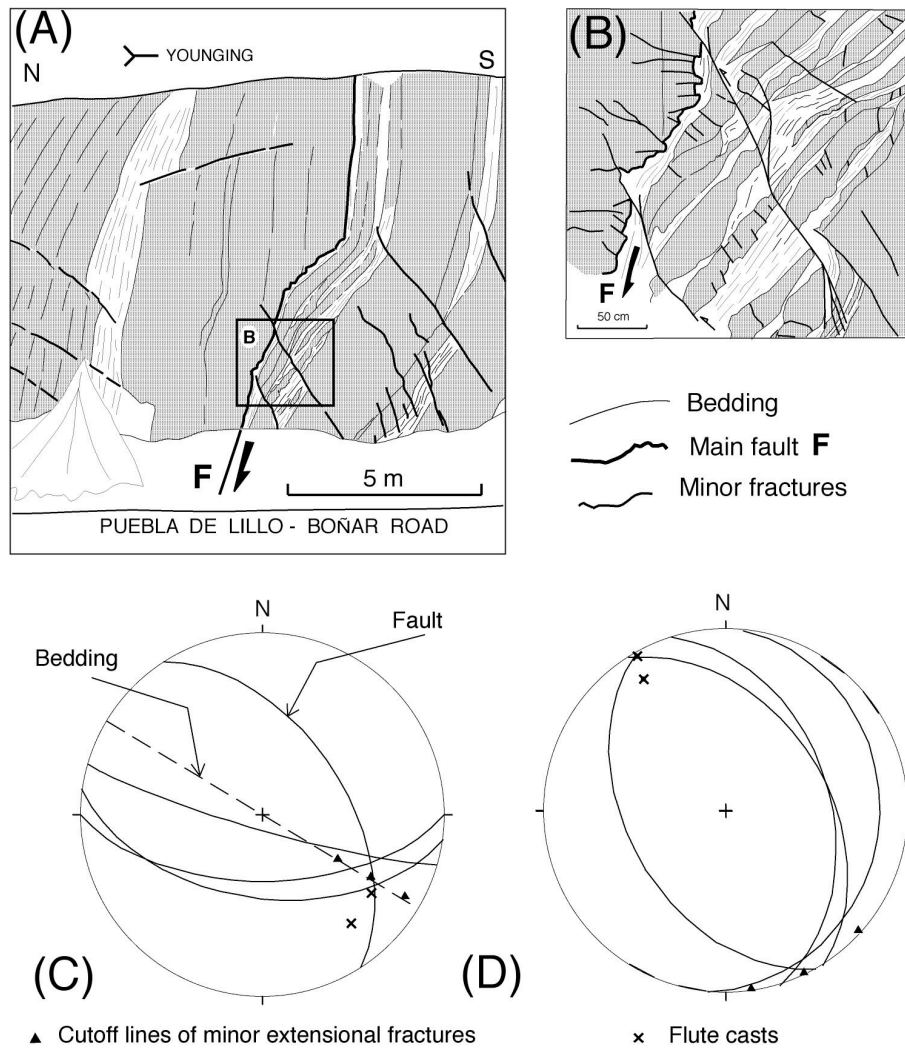 (A)
YOUNGING
N
S
B
F
5 m
PUEBLA DE LILLO - BOÑAR ROAD
(B)
F
50 cm
Bedding
Main fault F
Minor fractures
N
Fault
Bedding
(C)
N
(D)
Cutoff lines of minor extensional fractures
Flute casts